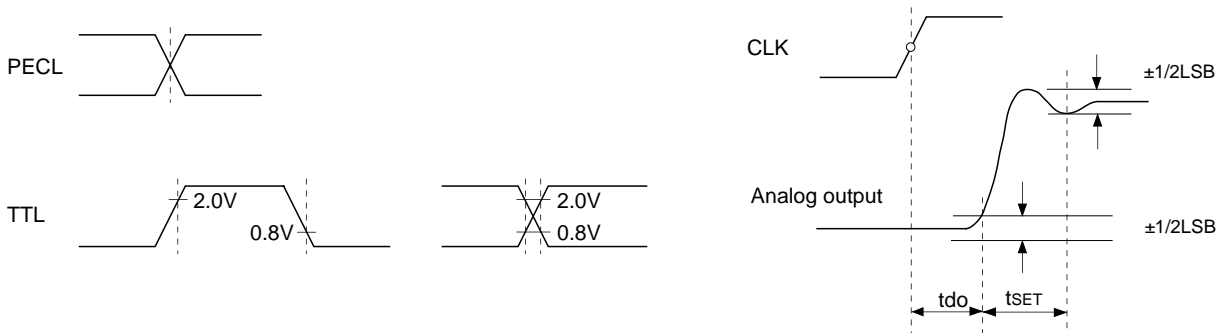 PECL
TTL
2.0V
0.8V
2.0V
0.8V
CLK
±1/2LSB
Analog output
±1/2LSB
tdo
tSET